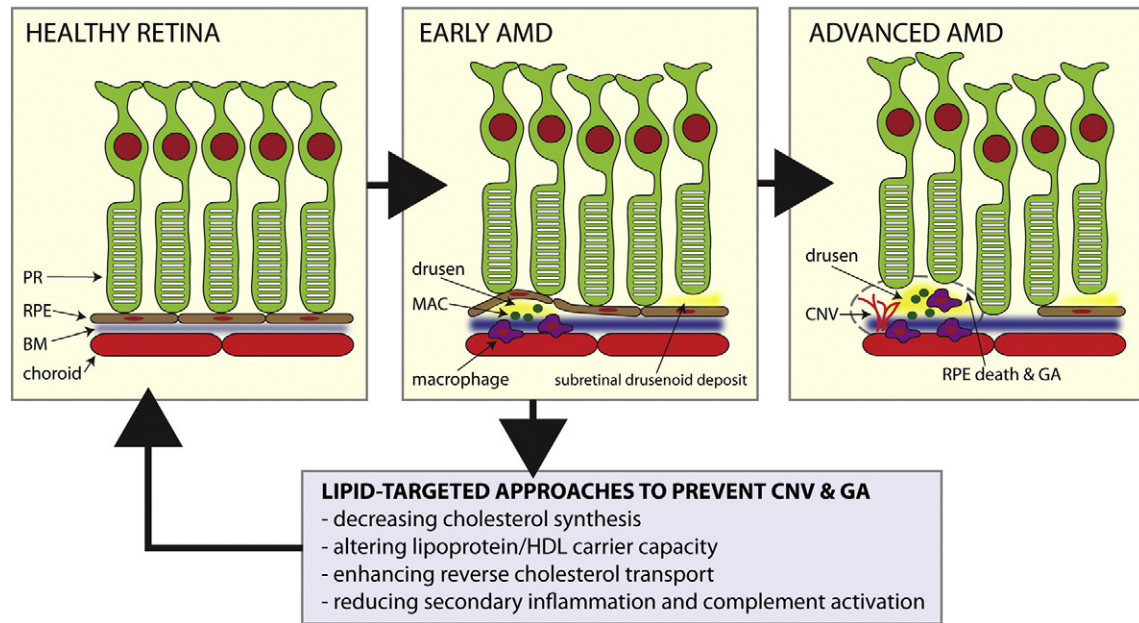 HEALTHY RETINA
PR
RPE
BM
choroid
EARLY AMD
drusen
MAC
macrophage
subretinal drusenoid deposit
ADVANCED AMD
drusen
CNV
RPE death & GA
LIPID-TARGETED APPROACHES TO PREVENT CNV & GA
- decreasing cholesterol synthesis
- altering lipoprotein/HDL carrier capacity
- enhancing reverse cholesterol transport
- reducing secondary inflammation and complement activation